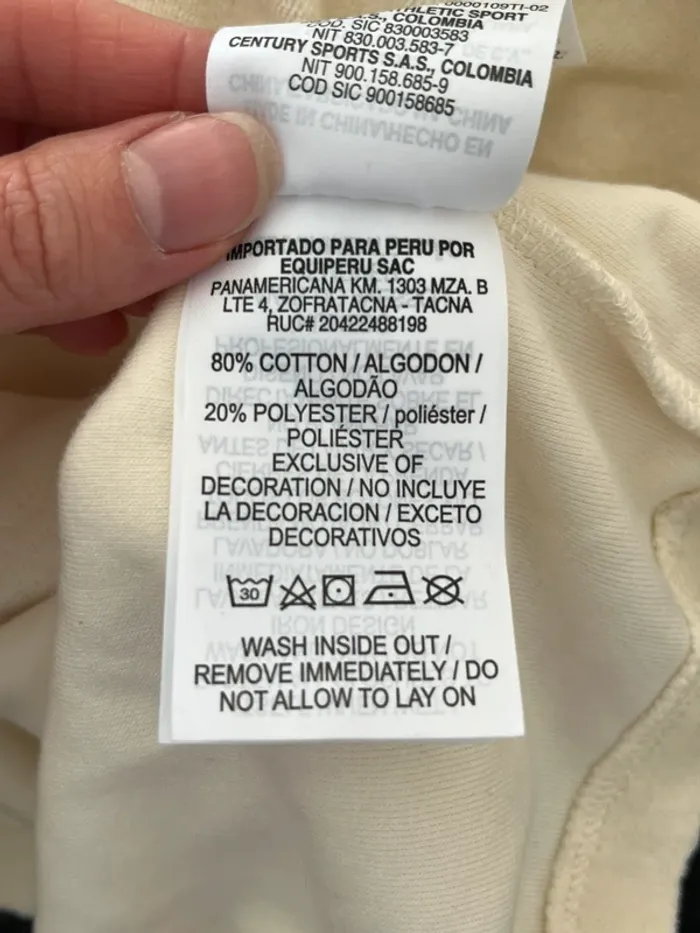 0000109TI-02
HLETIC SPORT
S., COLOMBIA
COD. SIC 830003583
NIT 830.003.583-7
CENTURY SPORTS S.A.S., COLOMBIA
NIT 900.158.685-9
COD SIC 900158685
IMPORTADO PARA PERU POR
EQUIPERU SAC
PANAMERICANA KM. 1303 MZA. B
LTE 4, ZOFRATACNA - TACNA
RUC# 20422488198
80% COTTON / ALGODON /
ALGODÃO
20% POLYESTER / poliéster /
POLIÉSTER
EXCLUSIVE OF
DECORATION / NO INCLUYE
LA DECORACION / EXCETO
DECORATIVOS
30
WASH INSIDE OUT /
REMOVE IMMEDIATELY / DO
NOT ALLOW TO LAY ON